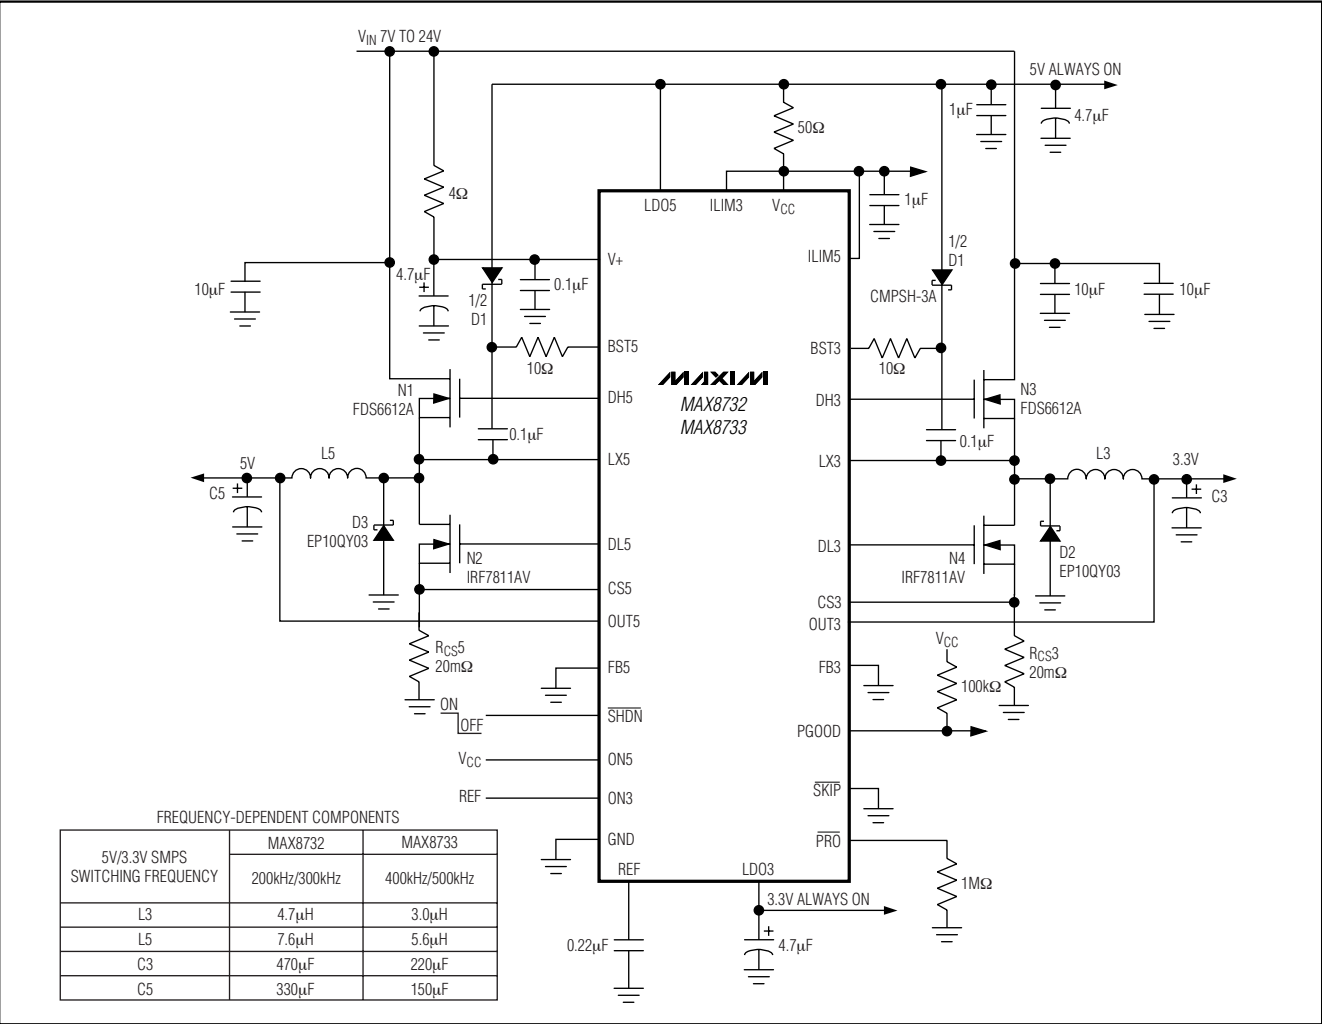 VIN 7V TO 24V
5V ALWAYS ON
1µF
4.7µF
50Ω
4Ω
1µF
LDO5
ILIM3
VCC
1/2
D1
V+
ILIM5
4.7µF
+
10µF
0.1µF
1/2
D1
CMPSH-3A
10µF
10µF
BST5
BST3
10Ω
10Ω
MAXIM
MAX8732
MAX8733
N1
FDS6612A
DH5
DH3
N3
FDS6612A
0.1µF
0.1µF
5V
L5
LX5
LX3
L3
3.3V
C5
+
+
C3
D3
EP10QY03
DL5
DL3
N2
IRF7811AV
N4
IRF7811AV
D2
EP10QY03
CS5
CS3
OUT5
OUT3
RCS5
20mΩ
VCC
RCS3
20mΩ
FB5
FB3
100kΩ
ON
OFF
SHDN
PGOOD
VCC
ON5
REF
ON3
SKIP
GND
PRO
REF
LDO3
1MΩ
3.3V ALWAYS ON
0.22µF
+
4.7µF
FREQUENCY-DEPENDENT COMPONENTS
5V/3.3V SMPS
SWITCHING FREQUENCY
MAX8732
MAX8733
200kHz/300kHz
400kHz/500kHz
L3
4.7µH
3.0µH
L5
7.6µH
5.6µH
C3
470µF
220µF
C5
330µF
150µF